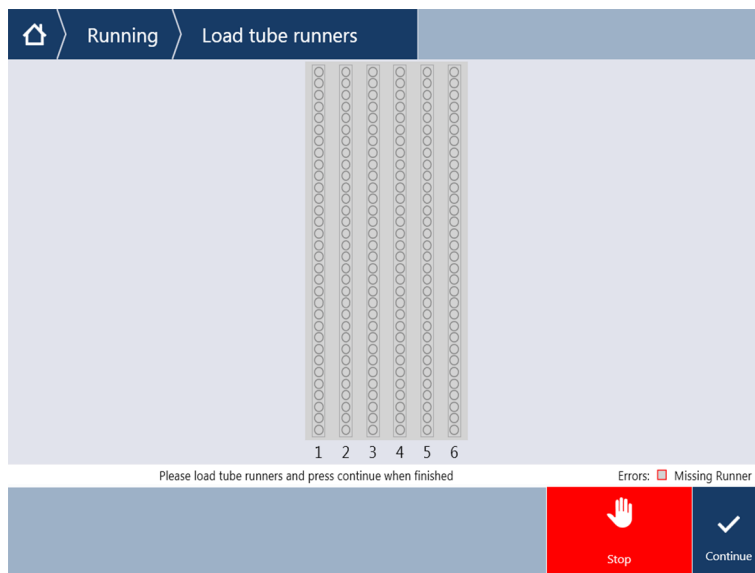 Running
Load tube runners
1 2 3 4 5 6
Please load tube runners and press continue when finished
Errors: Missing Runner
Stop
Continue